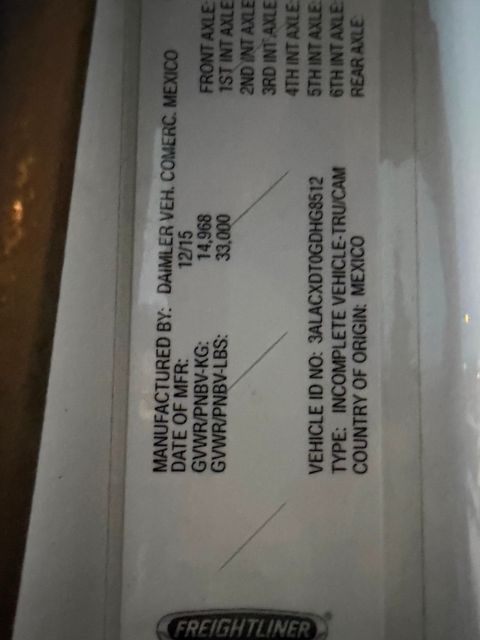 FREIGHTLINER
MANUFACTURED BY: DAIMLER VEH. COMERC. MEXICO
DATE OF MFR: 12/15
GVWR/PNBV-KG: 14,968
GVWR/PNBV-LBS: 33,000
VEHICLE ID NO: 3ALACXDT0GDHG8512
TYPE: INCOMPLETE VEHICLE-TRU/CAM
COUNTRY OF ORIGIN: MEXICO
FRONT AXLE:
1ST INT AXLE
2ND INT AXLE
3RD INT AXLE
4TH INT AXLE:
5TH INT AXLE:
6TH INT AXLE:
REAR AXLE: